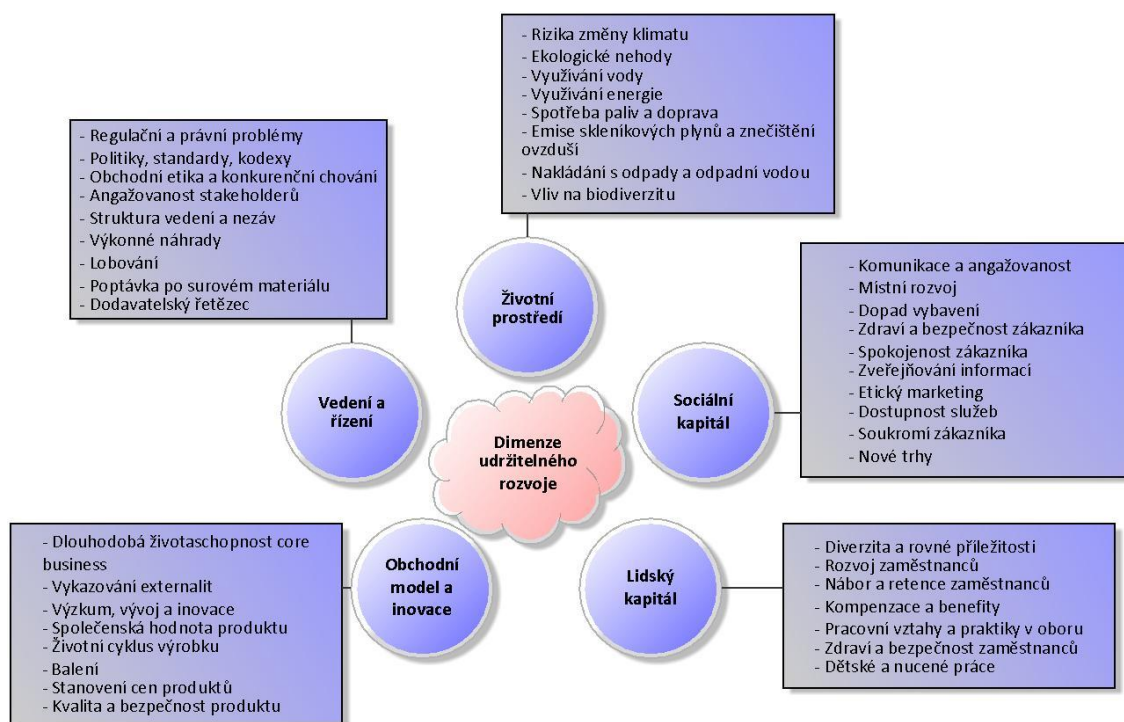 - Rizika změny klimatu
- Ekologické nehody
- Využívání vody
- Využívání energie
- Spotřeba paliv a doprava
- Emise skleníkových plynů a znečištění
ovzduší
- Nakládání s odpady a odpadní vodou
- Vliv na biodiverzitu
- Regulační a právní problémy
- Politiky, standardy, kodexy
- Obchodní etika a konkurenční chování
- Angažovanost stakeholderů
- Struktura vedení a nezáv
- Výkonné náhrady
- Lobování
- Poptávka po surovém materiálu
- Dodavatelský řetězec
Životní
prostředí
- Komunikace a angažovanost
- Místní rozvoj
- Dopad vybavení
- Zdraví a bezpečnost zákazníka
- Spokojenost zákazníka
- Zveřejňování informací
- Etický marketing
- Dostupnost služeb
- Soukromí zákazníka
- Nové trhy
Vedení a
řízení
Sociální
kapitál
Dimenze
udržitelného
rozvoje
- Dlouhodobá životaschopnost core
business
- Vykazování externalit
- Výzkum, vývoj a inovace
- Společenská hodnota produktu
- Životní cyklus výrobku
- Balení
- Stanovení cen produktů
- Kvalita a bezpečnost produktu
Obchodní
model a
inovace
Lidský
kapitál
- Diverzita a rovné příležitosti
- Rozvoj zaměstnanců
- Nábor a retence zaměstnanců
- Kompenzace a benefity
- Pracovní vztahy a praktiky v oboru
- Zdraví a bezpečnost zaměstnanců
- Dětské a nucené práce